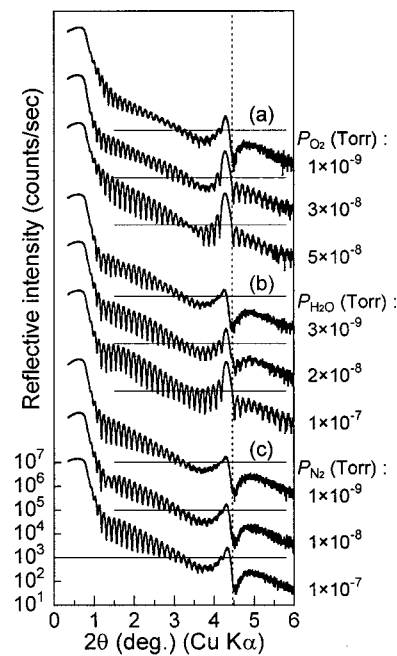 Reflective intensity (counts/sec)
(a)
P_O₂ (Torr) :
1×10⁻⁹
3×10⁻⁸
5×10⁻⁸
(b)
P_H₂O (Torr) :
3×10⁻⁹
2×10⁻⁸
1×10⁻⁷
(c)
P_N₂ (Torr) :
1×10⁻⁹
1×10⁻⁸
1×10⁻⁷
10⁷
10⁶
10⁵
10⁴
10³
10²
10¹
0 1 2 3 4 5 6
2θ (deg.) (Cu Kα)